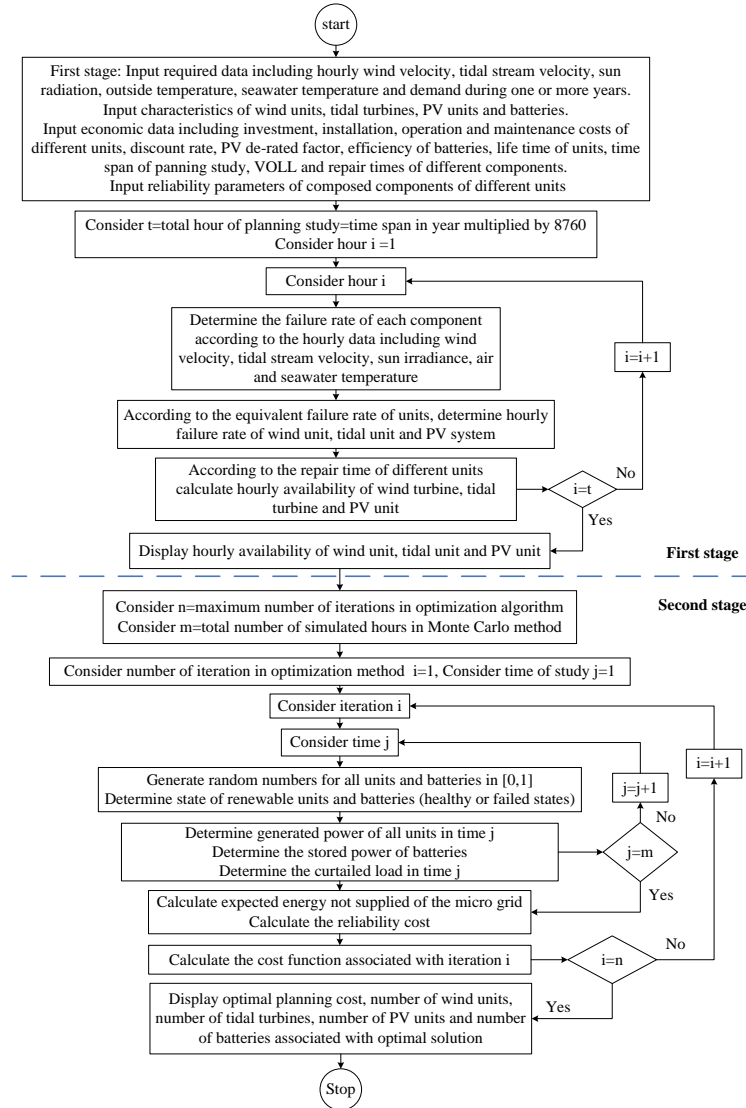 start
First stage: Input required data including hourly wind velocity, tidal stream velocity, sun
radiation, outside temperature, seawater temperature and demand during one or more years.
Input characteristics of wind units, tidal turbines, PV units and batteries.
Input economic data including investment, installation, operation and maintenance costs of
different units, discount rate, PV de-rated factor, efficiency of batteries, life time of units, time
span of panning study, VOLL and repair times of different components.
Input reliability parameters of composed components of different units
Consider t=total hour of planning study=time span in year multiplied by 8760
Consider hour i =1
Consider hour i
Determine the failure rate of each component
according to the hourly data including wind
velocity, tidal stream velocity, sun irradiance, air
and seawater temperature
i=i+1
According to the equivalent failure rate of units, determine hourly
failure rate of wind unit, tidal unit and PV system
According to the repair time of different units
calculate hourly availability of wind turbine, tidal
turbine and PV unit
i=t
No
Yes
Display hourly availability of wind unit, tidal unit and PV unit
First stage
Second stage
Consider n=maximum number of iterations in optimization algorithm
Consider m=total number of simulated hours in Monte Carlo method
Consider number of iteration in optimization method i=1, Consider time of study j=1
Consider iteration i
Consider time j
i=i+1
Generate random numbers for all units and batteries in [0,1]
Determine state of renewable units and batteries (healthy or failed states)
j=j+1
No
Determine generated power of all units in time j
Determine the stored power of batteries
Determine the curtailed load in time j
j=m
Yes
Calculate expected energy not supplied of the micro grid
Calculate the reliability cost
Calculate the cost function associated with iteration i
i=n
No
Yes
Display optimal planning cost, number of wind units,
number of tidal turbines, number of PV units and number
of batteries associated with optimal solution
Stop